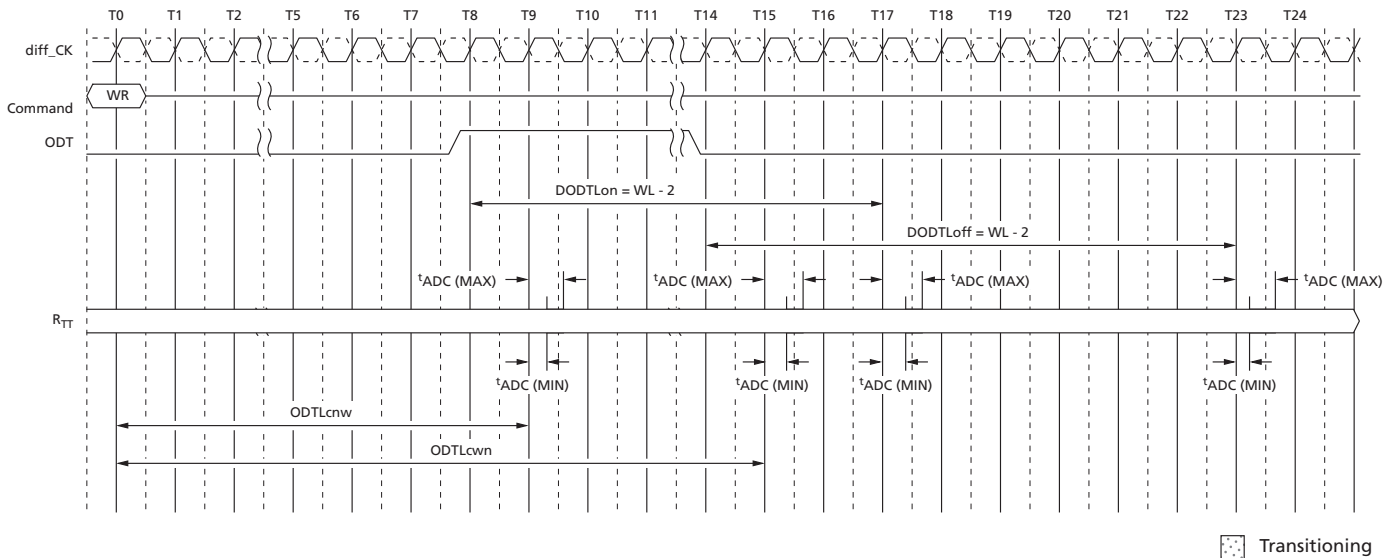 T0 T1 T2 T5 T6 T7 T8 T9 T10 T11 T14 T15 T16 T17 T18 T19 T20 T21 T22 T23 T24
diff_CK
WR
Command
ODT
DODTLon = WL - 2
DODTLoff = WL - 2
tADC (MAX) tADC (MAX) tADC (MAX) tADC (MAX)
RTT
tADC (MIN) tADC (MIN) tADC (MIN) tADC (MIN)
ODTLcnw
ODTLcwn
Transitioning